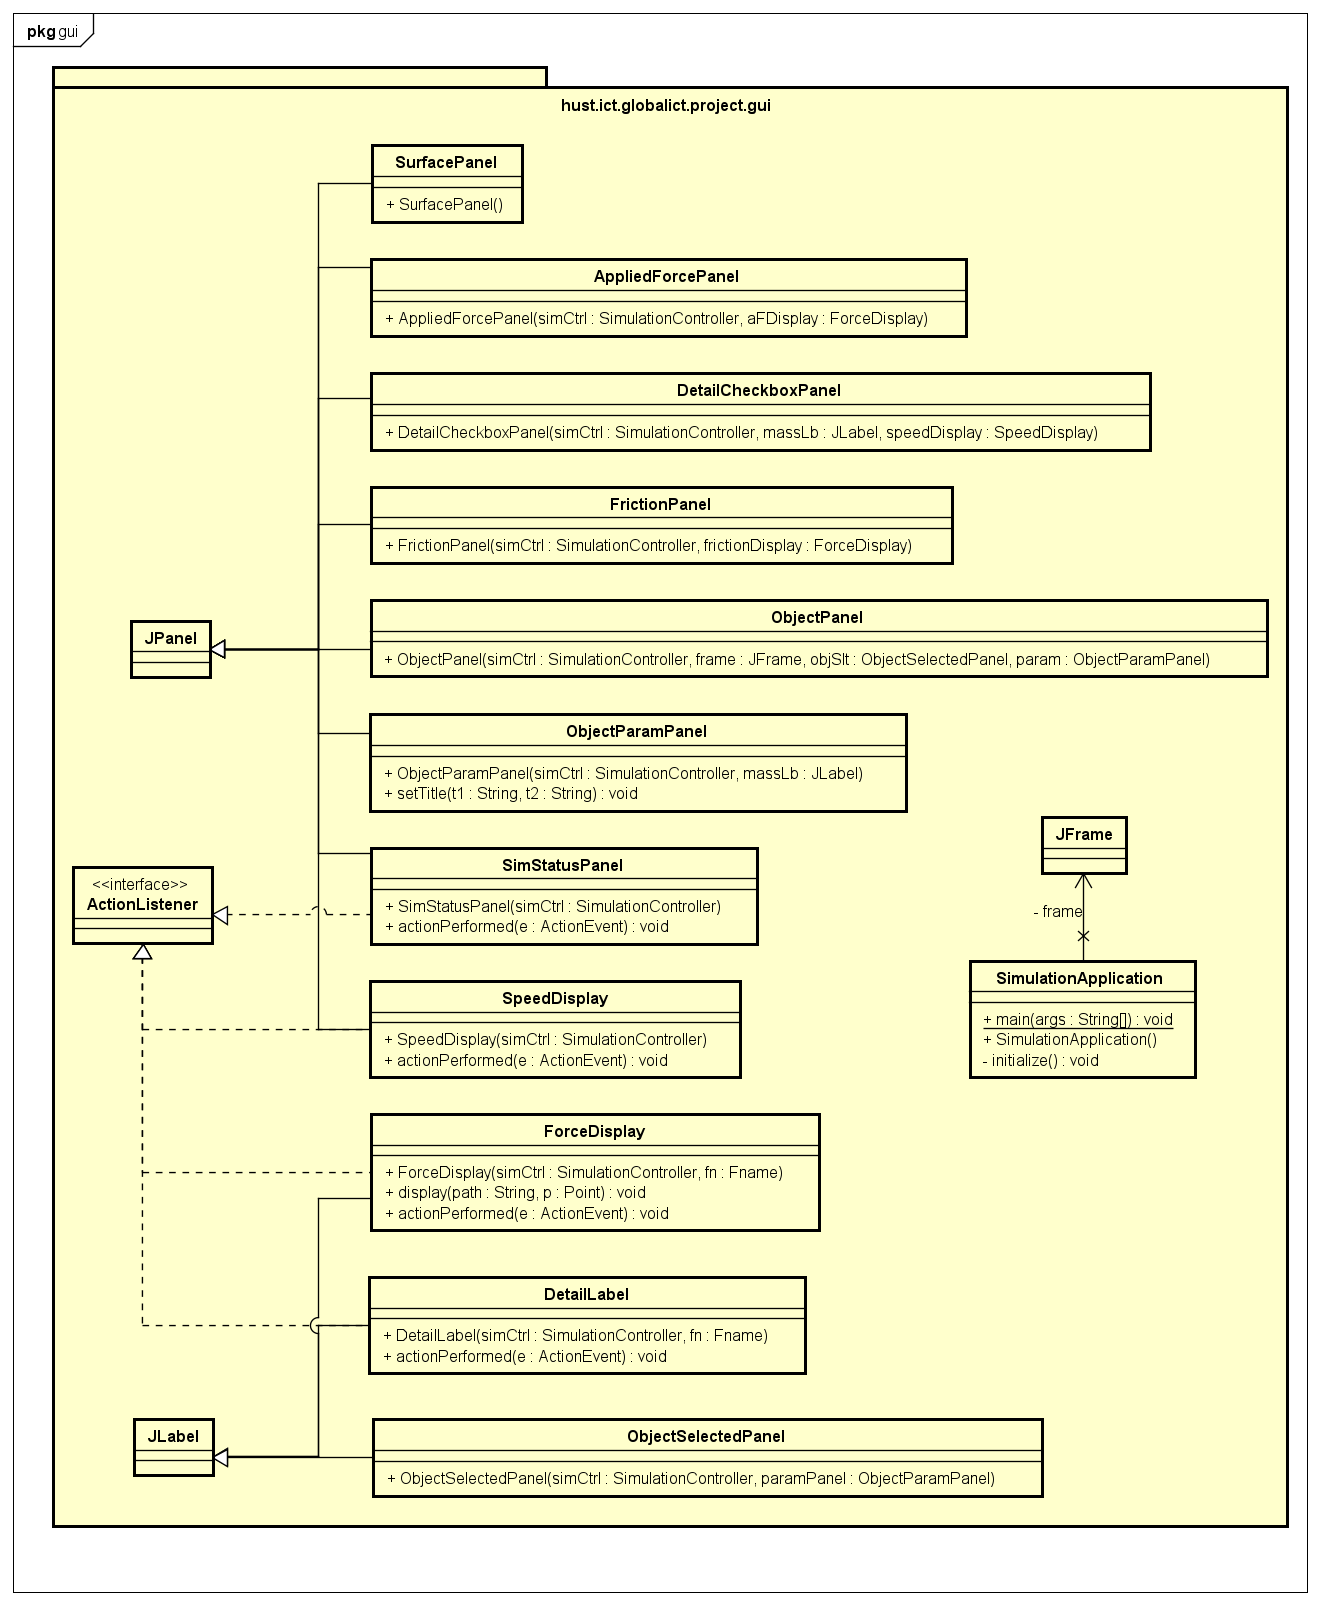 pkg gui
hust.ict.globalict.project.gui
SurfacePanel
+ SurfacePanel()
AppliedForcePanel
+ AppliedForcePanel(simCtrl : SimulationController, aFDisplay : ForceDisplay)
DetailCheckboxPanel
+ DetailCheckboxPanel(simCtrl : SimulationController, massLb : JLabel, speedDisplay : SpeedDisplay)
FrictionPanel
+ FrictionPanel(simCtrl : SimulationController, frictionDisplay : ForceDisplay)
ObjectPanel
+ ObjectPanel(simCtrl : SimulationController, frame : JFrame, objSlt : ObjectSelectedPanel, param : ObjectParamPanel)
JPanel
ObjectParamPanel
+ ObjectParamPanel(simCtrl : SimulationController, massLb : JLabel)
+ setTitle(t1 : String, t2 : String) : void
JFrame
- frame
SimStatusPanel
+ SimStatusPanel(simCtrl : SimulationController)
+ actionPerformed(e : ActionEvent) : void
<<interface>>
ActionListener
SimulationApplication
+ main(args : String[]) : void
+ SimulationApplication()
- initialize() : void
SpeedDisplay
+ SpeedDisplay(simCtrl : SimulationController)
+ actionPerformed(e : ActionEvent) : void
ForceDisplay
+ ForceDisplay(simCtrl : SimulationController, fn : Fname)
+ display(path : String, p : Point) : void
+ actionPerformed(e : ActionEvent) : void
DetailLabel
+ DetailLabel(simCtrl : SimulationController, fn : Fname)
+ actionPerformed(e : ActionEvent) : void
JLabel
ObjectSelectedPanel
+ ObjectSelectedPanel(simCtrl : SimulationController, paramPanel : ObjectParamPanel)